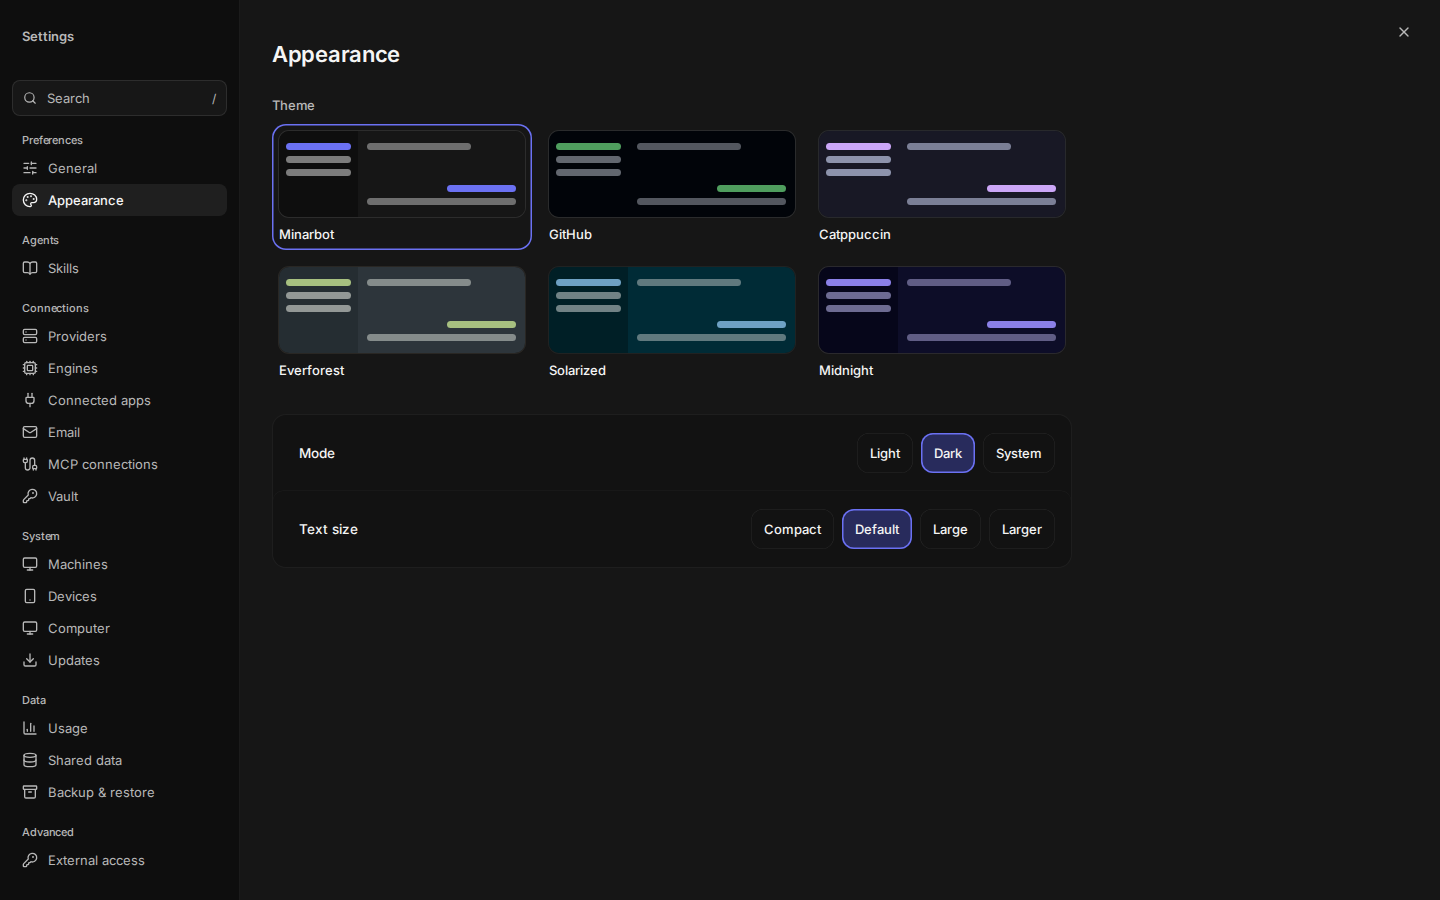 Settings
Search /
Preferences
General
Appearance
Agents
Skills
Connections
Providers
Engines
Connected apps
Email
MCP connections
Vault
System
Machines
Devices
Computer
Updates
Data
Usage
Shared data
Backup & restore
Advanced
External access
Appearance
Theme
Minarbot
GitHub
Catppuccin
Everforest
Solarized
Midnight
Mode
Light
Dark
System
Text size
Compact
Default
Large
Larger